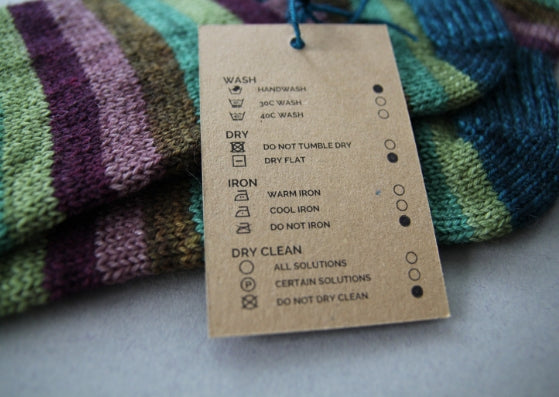 WASH
HANDWASH
30C WASH
40C WASH
DRY
DO NOT TUMBLE DRY
DRY FLAT
IRON
WARM IRON
COOL IRON
DO NOT IRON
DRY CLEAN
ALL SOLUTIONS
P CERTAIN SOLUTIONS
DO NOT DRY CLEAN